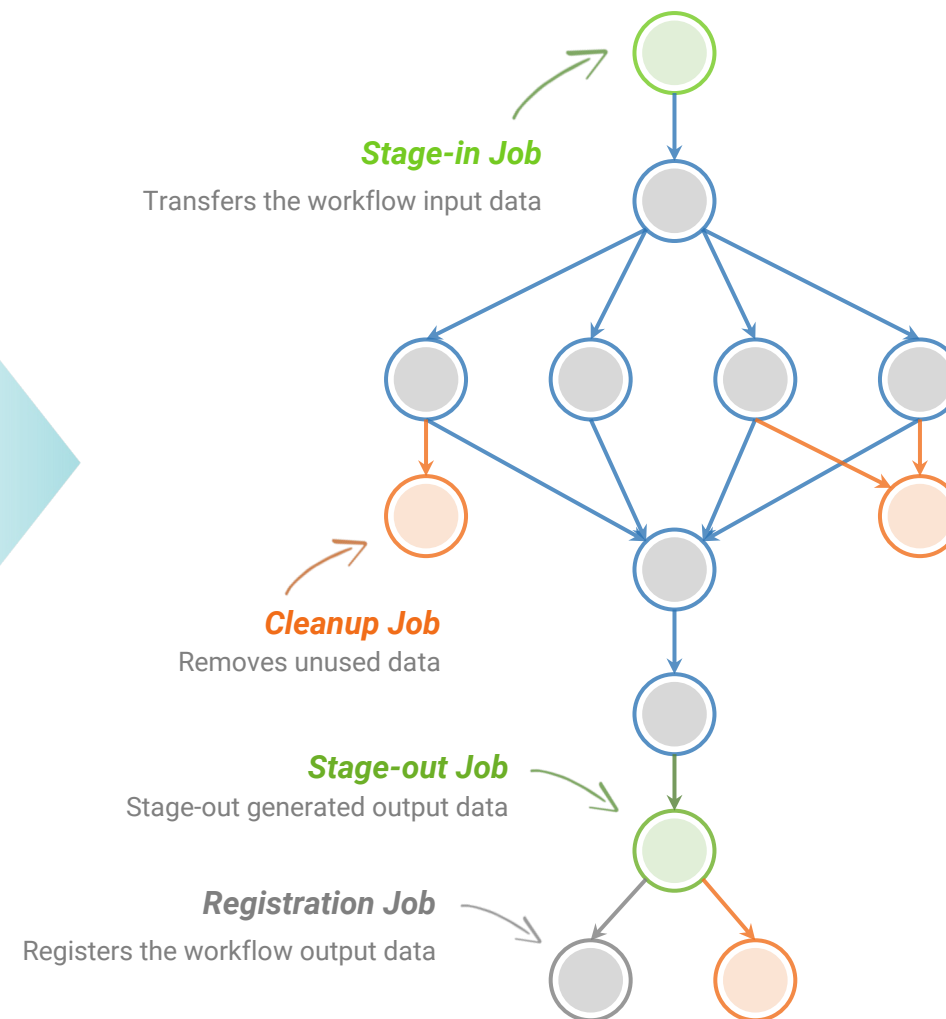 Stage-in Job
Transfers the workflow input data
Cleanup Job
Removes unused data
Stage-out Job
Stage-out generated output data
Registration Job
Registers the workflow output data